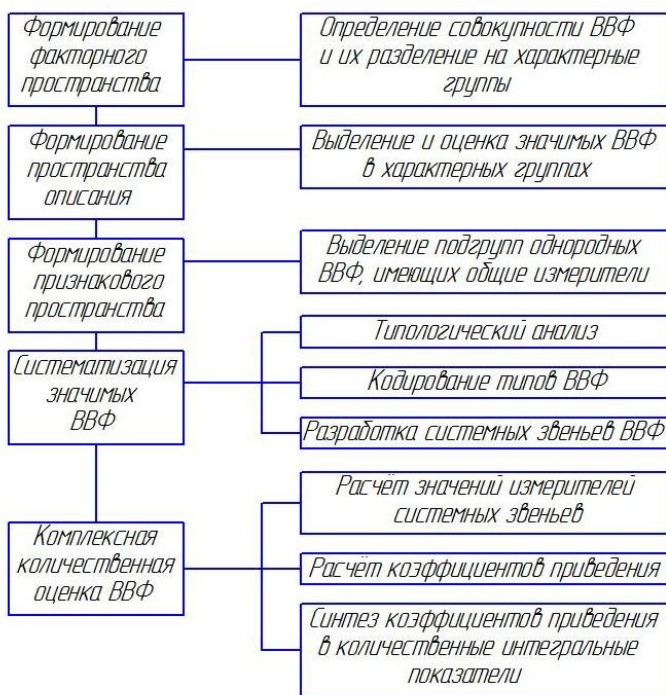 Формирование
факторного
пространства
Определение совокупности ВВФ
и их разделение на характерные
группы
Формирование
пространства
описания
Выделение и оценка значимых ВВФ
в характерных группах
Формирование
признакового
пространства
Выделение подгрупп однородных
ВВФ, имеющих общие измерители
Систематизация
значимых
ВВФ
Типологический анализ
Кодирование типов ВВФ
Разработка системных звеньев ВВФ
Комплексная
количественная
оценка ВВФ
Расчёт значений измерителей
системных звеньев
Расчёт коэффициентов приведения
Синтез коэффициентов приведения
в количественные интегральные
показатели